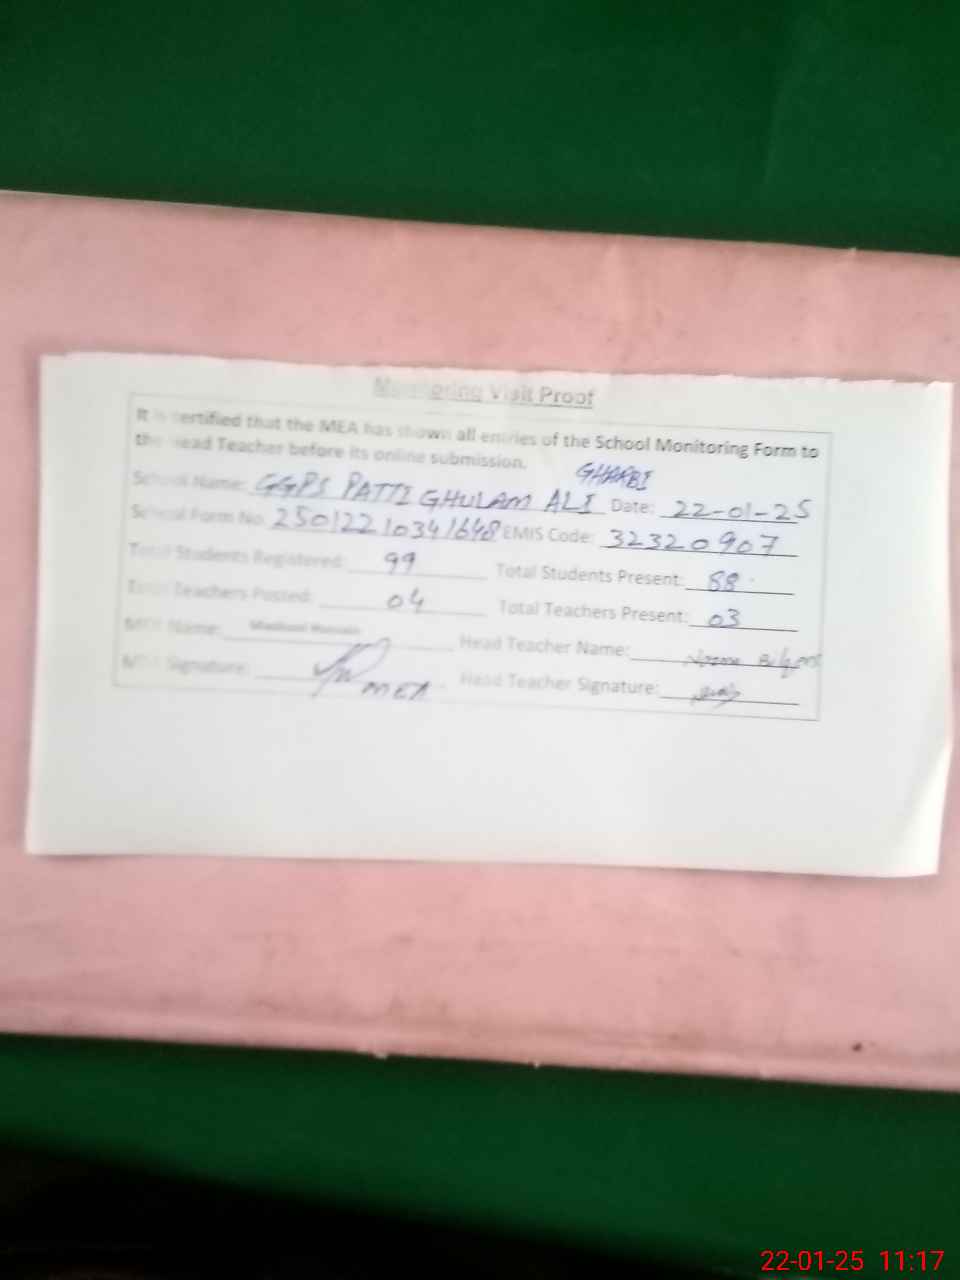 Monitoring Visit Proof
It is certified that the MEA has shown all entries of the School Monitoring Form to
the Head Teacher before its online submission.
GHARBI
School Name: GGPS PATTI GHULAM ALI Date: 22-01-25
School Form No. 25012210341648 EMIS Code: 32320907
Total Students Registered: 99 Total Students Present: 88
Total Teachers Posted: 04 Total Teachers Present: 03
MEA Name: Head Teacher Name:
MEA Signature: MEA Head Teacher Signature:
22-01-25 11:17